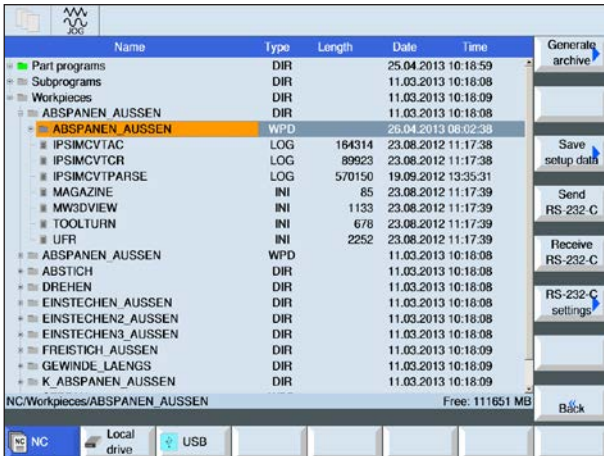 JOG
Name Type Length Date Time
Part programs DIR 25.04.2013 10:18:59
Subprograms DIR 11.03.2013 10:18:08
Workpieces DIR 11.03.2013 10:18:09
ABSPANEN_AUSSEN DIR 11.03.2013 10:18:08
ABSPANEN_AUSSEN WPD 26.04.2013 08:02:38
IPSIMCVTAC LOG 164314 23.08.2012 11:17:38
IPSIMCVTCR LOG 89923 23.08.2012 11:17:38
IPSIMCVTPARSE LOG 570150 19.09.2012 13:35:31
MAGAZINE INI 85 23.08.2012 11:17:39
MW3DVIEW INI 1133 23.08.2012 11:17:39
TOOLTURN INI 678 23.08.2012 11:17:39
UFR INI 2252 23.08.2012 11:17:39
ABSPANEN_AUSSEN WPD 11.03.2013 10:18:08
ABSTICH DIR 11.03.2013 10:18:08
DREHEN DIR 11.03.2013 10:18:08
EINSTECHEN_AUSSEN DIR 11.03.2013 10:18:08
EINSTECHEN2_AUSSEN DIR 11.03.2013 10:18:08
EINSTECHEN3_AUSSEN DIR 11.03.2013 10:18:08
FREISTICH_AUSSEN DIR 11.03.2013 10:18:09
GEWINDE_LAENGS DIR 11.03.2013 10:18:09
K_ABSPANEN_AUSSEN DIR 11.03.2013 10:18:09
NC/Workpieces/ABSPANEN_AUSSEN Free: 111651 MB
Generate
archive
Save
setup data
Send
RS-232-C
Receive
RS-232-C
RS-232-C
settings
Back
NC
Local
drive
USB